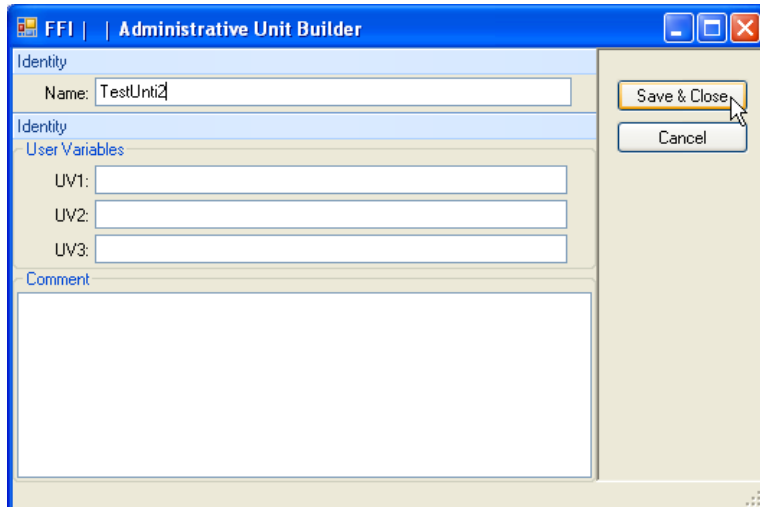 FFI | | Administrative Unit Builder
Identity
Name: TestUnti2
Save & Close
Cancel
Identity
User Variables
UV1:
UV2:
UV3:
Comment